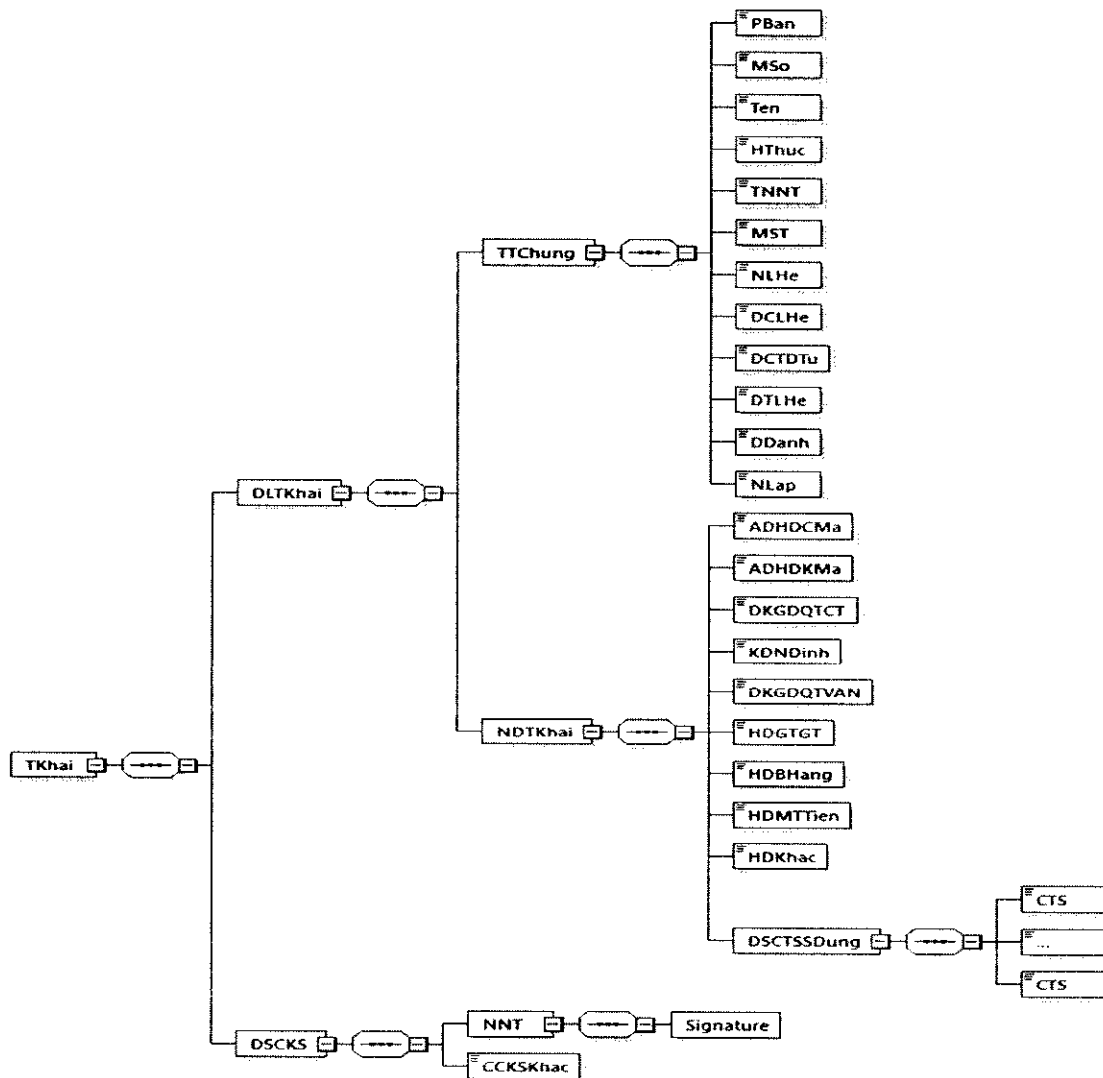 PBan
MSo
Ten
HThuc
TNNT
TTChung
MST
NLHe
DCLHe
DCTDTu
DTLHe
DDanh
DLTKhai
NLap
ADHDCMa
ADHDKMa
DKGDQTCT
KDNDinh
DKGDQTVAN
NDTKhai
HDGTGT
TKhai
HDBHang
HDMTTien
HDKhac
CTS
DSCTSSDung
...
CTS
NNT
Signature
DSCKS
CCKSKhac